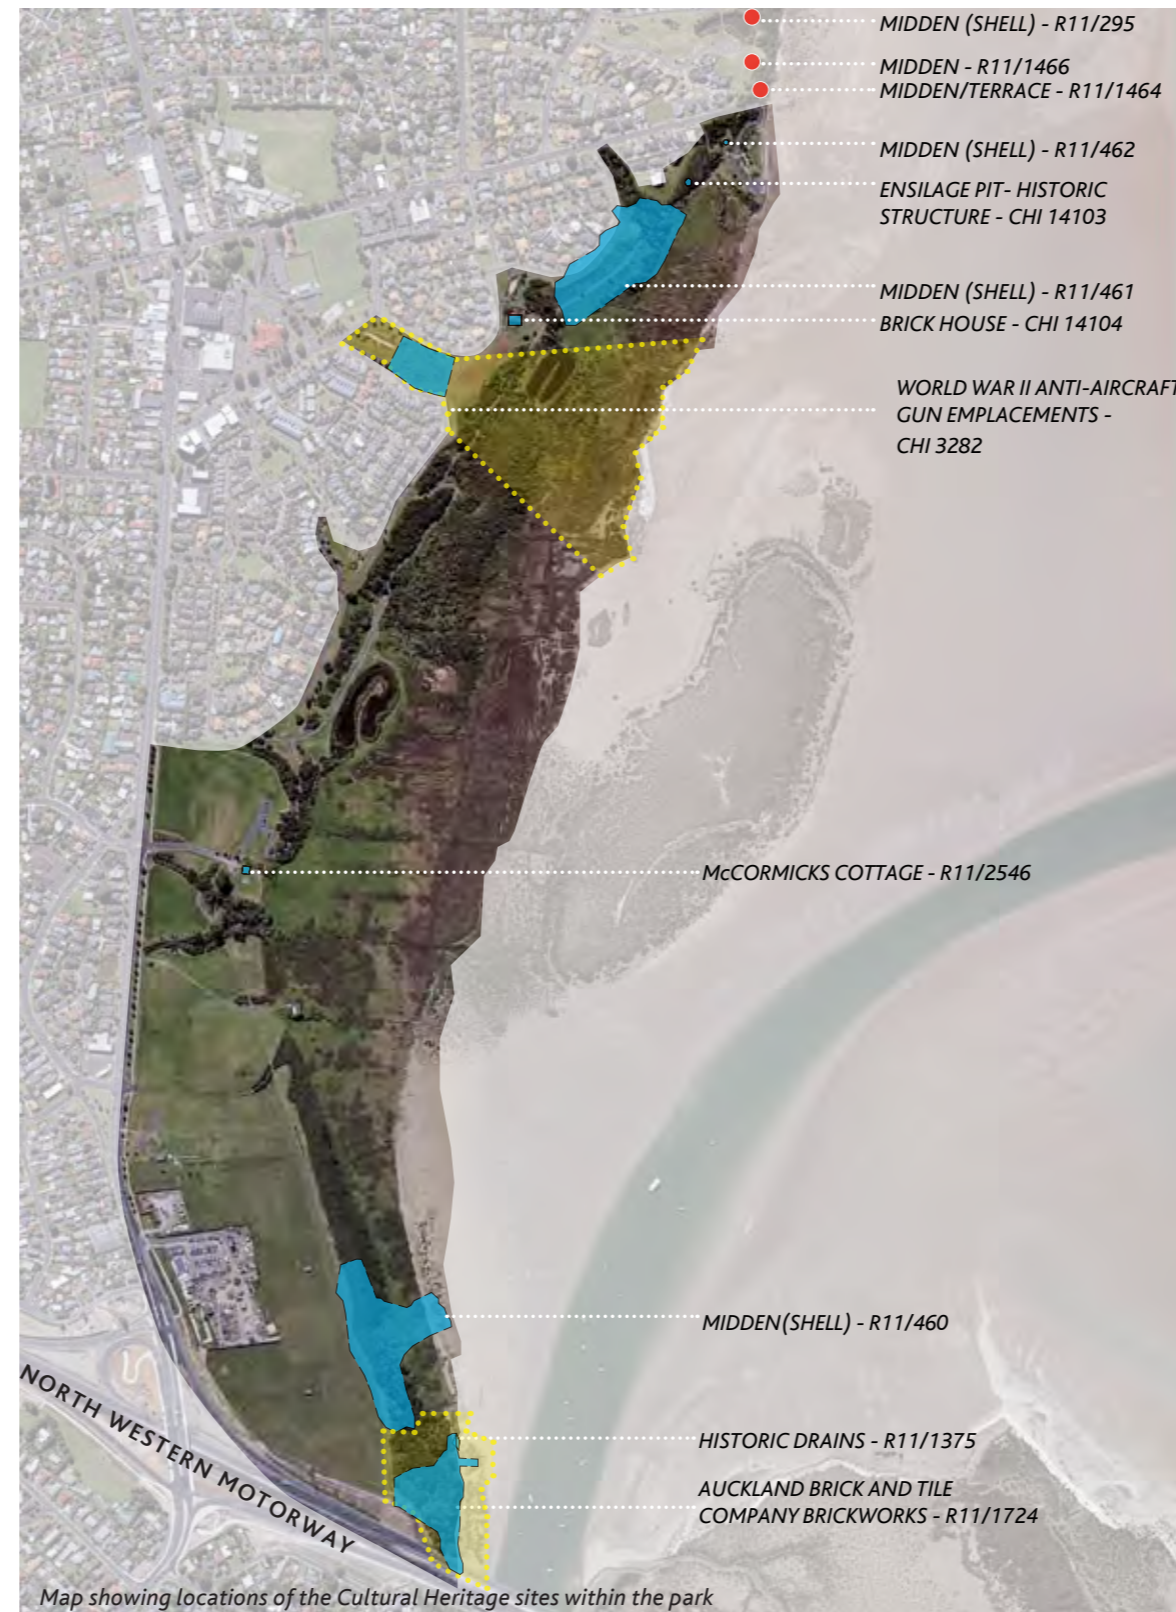 MIDDEN (SHELL) - R11/295
MIDDEN - R11/1466
MIDDEN/TERRACE - R11/1464
MIDDEN (SHELL) - R11/462
ENSILAGE PIT- HISTORIC
STRUCTURE - CHI 14103
MIDDEN (SHELL) - R11/461
BRICK HOUSE - CHI 14104
WORLD WAR II ANTI-AIRCRAFT
GUN EMPLACEMENTS -
CHI 3282
McCORMICKS COTTAGE - R11/2546
MIDDEN(SHELL) - R11/460
HISTORIC DRAINS - R11/1375
AUCKLAND BRICK AND TILE
COMPANY BRICKWORKS - R11/1724
NORTH WESTERN MOTORWAY
Map showing locations of the Cultural Heritage sites within the park